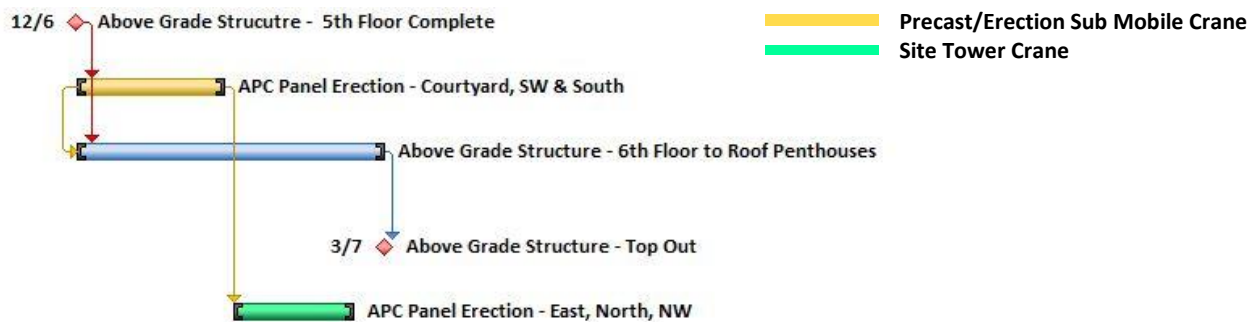 12/6 Above Grade Strucutre - 5th Floor Complete
Precast/Erection Sub Mobile Crane
Site Tower Crane
APC Panel Erection - Courtyard, SW & South
Above Grade Structure - 6th Floor to Roof Penthouses
3/7 Above Grade Structure - Top Out
APC Panel Erection - East, North, NW